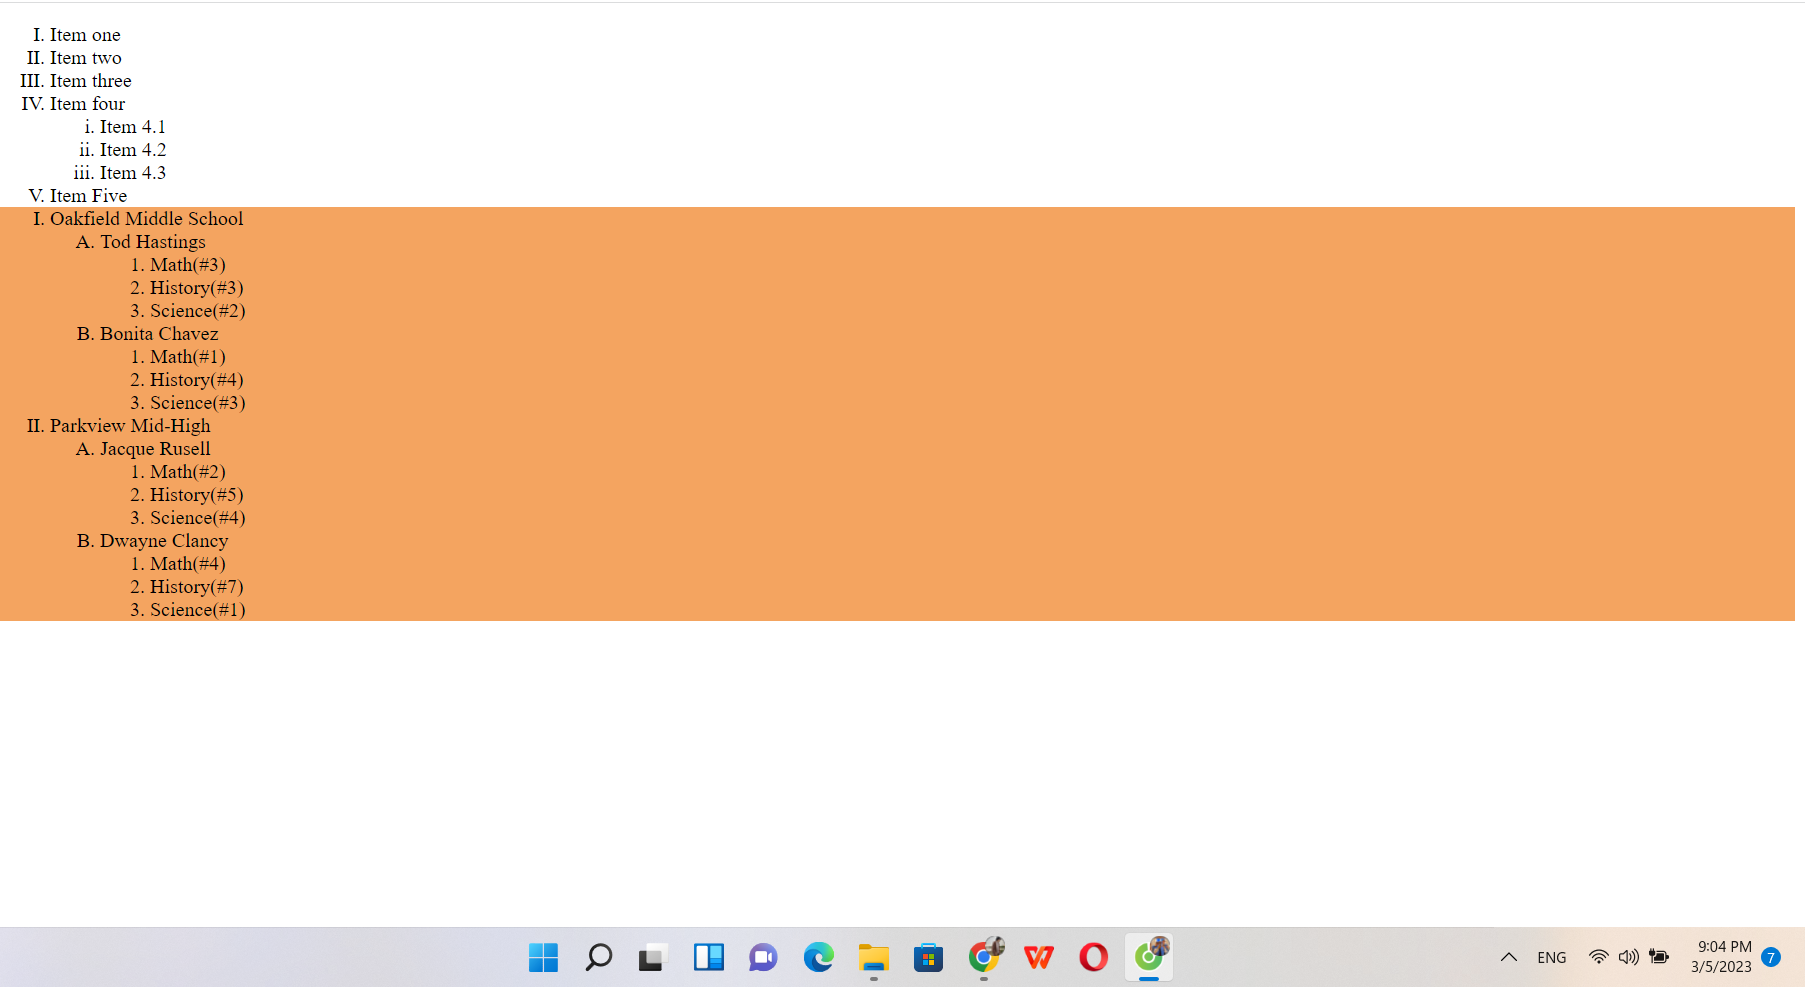 I. Item one
II. Item two
III. Item three
IV. Item four
i. Item 4.1
ii. Item 4.2
iii. Item 4.3
V. Item Five
I. Oakfield Middle School
A. Tod Hastings
1. Math(#3)
2. History(#3)
3. Science(#2)
B. Bonita Chavez
1. Math(#1)
2. History(#4)
3. Science(#3)
II. Parkview Mid-High
A. Jacque Rusell
1. Math(#2)
2. History(#5)
3. Science(#4)
B. Dwayne Clancy
1. Math(#4)
2. History(#7)
3. Science(#1)
ENG
9:04 PM
3/5/2023
7